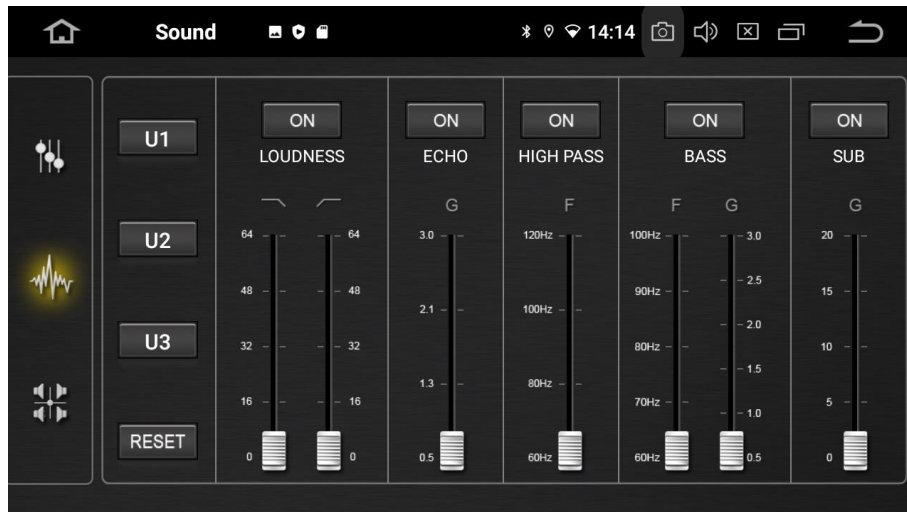 Sound 14:14
U1
U2
U3
RESET
ON
LOUDNESS
64 64
48 48
32 32
16 16
0 0
ON
ECHO
G
3.0
2.1
1.3
0.5
ON
HIGH PASS
F
120Hz
100Hz
80Hz
60Hz
ON
BASS
F G
100Hz 3.0
2.5
90Hz
2.0
80Hz
1.5
70Hz
1.0
60Hz 0.5
ON
SUB
G
20
15
10
5
0